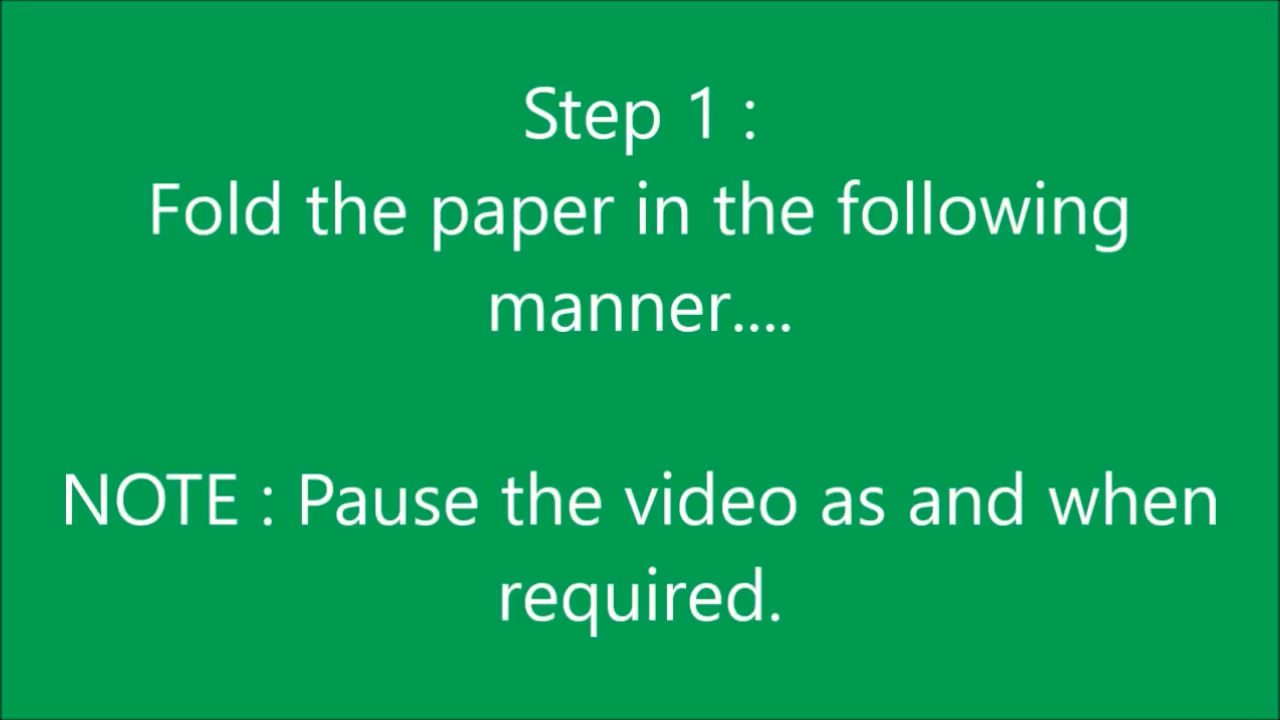 Step 1 :
Fold the paper in the following
manner....
NOTE : Pause the video as and when
required.